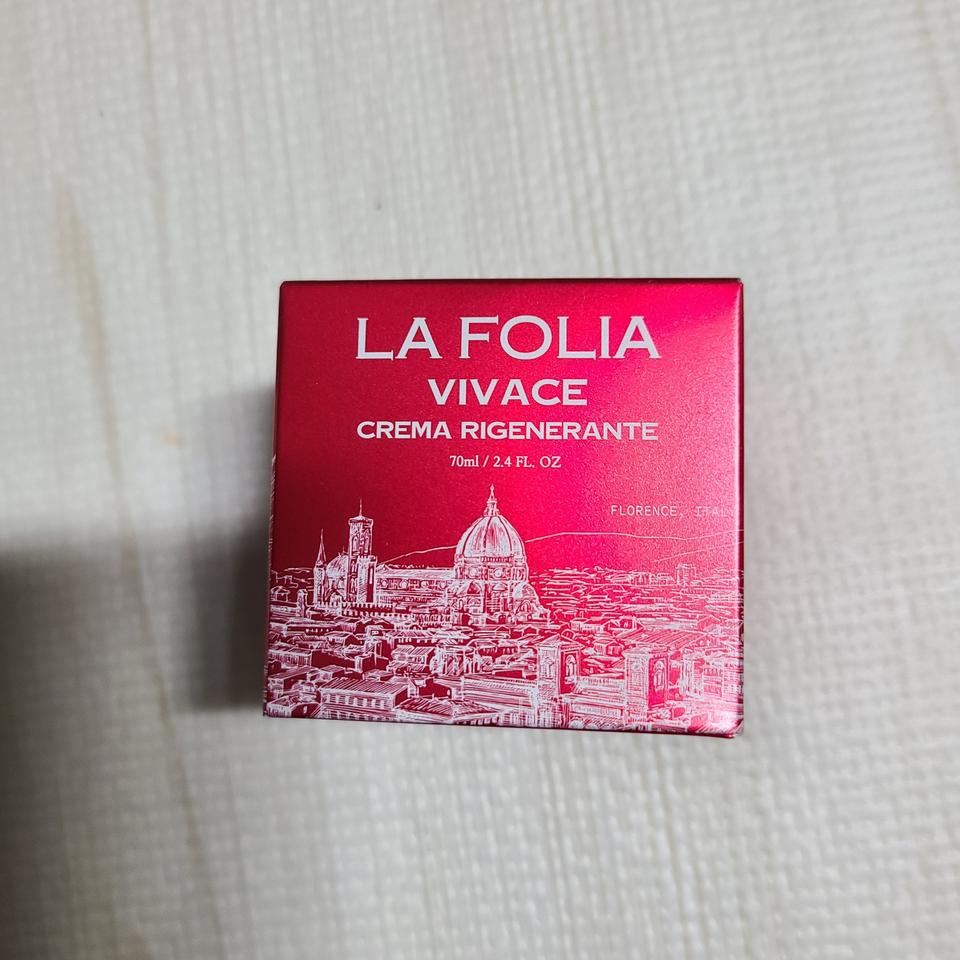 LA FOLIA
VIVACE
CREMA RIGENERANTE
70ml / 2.4 FL. OZ
FLORENCE, ITALY